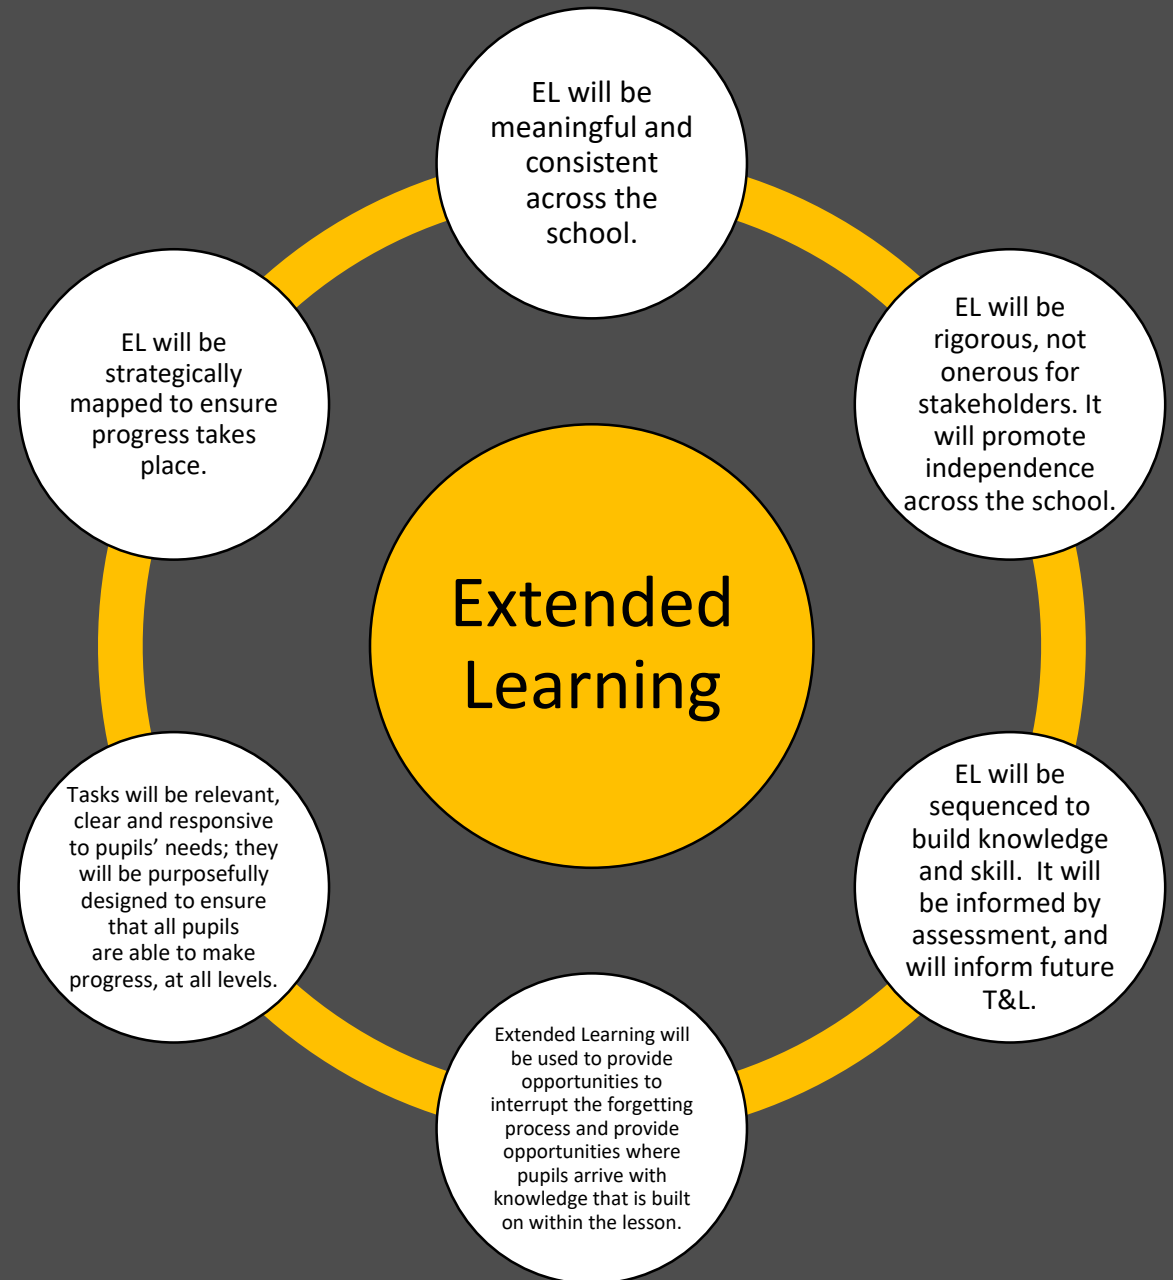 EL will be
meaningful and
consistent
across the
school.
EL will be
rigorous, not
onerous for
stakeholders. It
will promote
independence
across the school.
EL will be
sequenced to
build knowledge
and skill.  It will
be informed by
assessment, and
will inform future
T&L.
Extended Learning will
be used to provide
opportunities to
interrupt the forgetting
process and provide
opportunities where
pupils arrive with
knowledge that is built
on within the lesson.
Tasks will be relevant,
clear and responsive
to pupils’ needs; they
will be purposefully
designed to ensure
that all pupils
are able to make
progress, at all levels.
EL will be
strategically
mapped to ensure
progress takes
place.
Extended
Learning